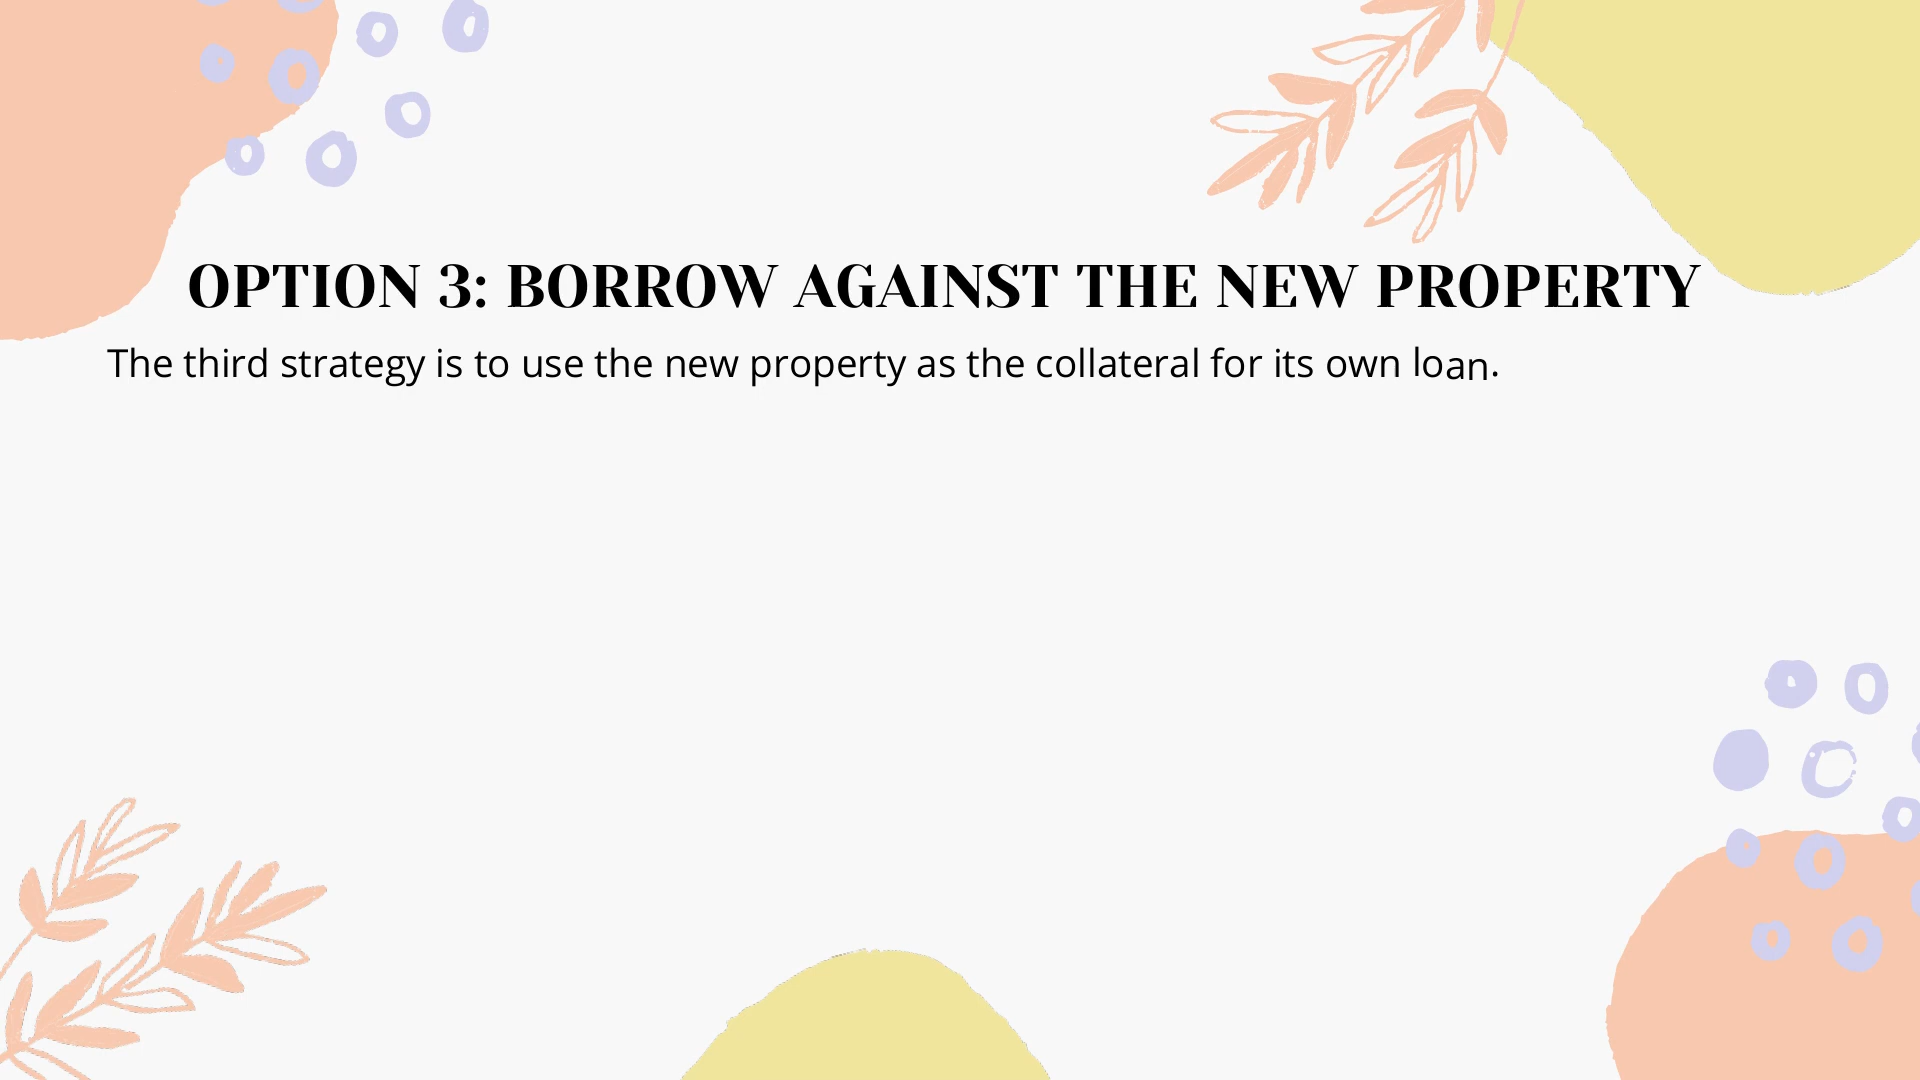 OPTION 3: BORROW AGAINST THE NEW PROPERTY
The third strategy is to use the new property as the collateral for its own loan.